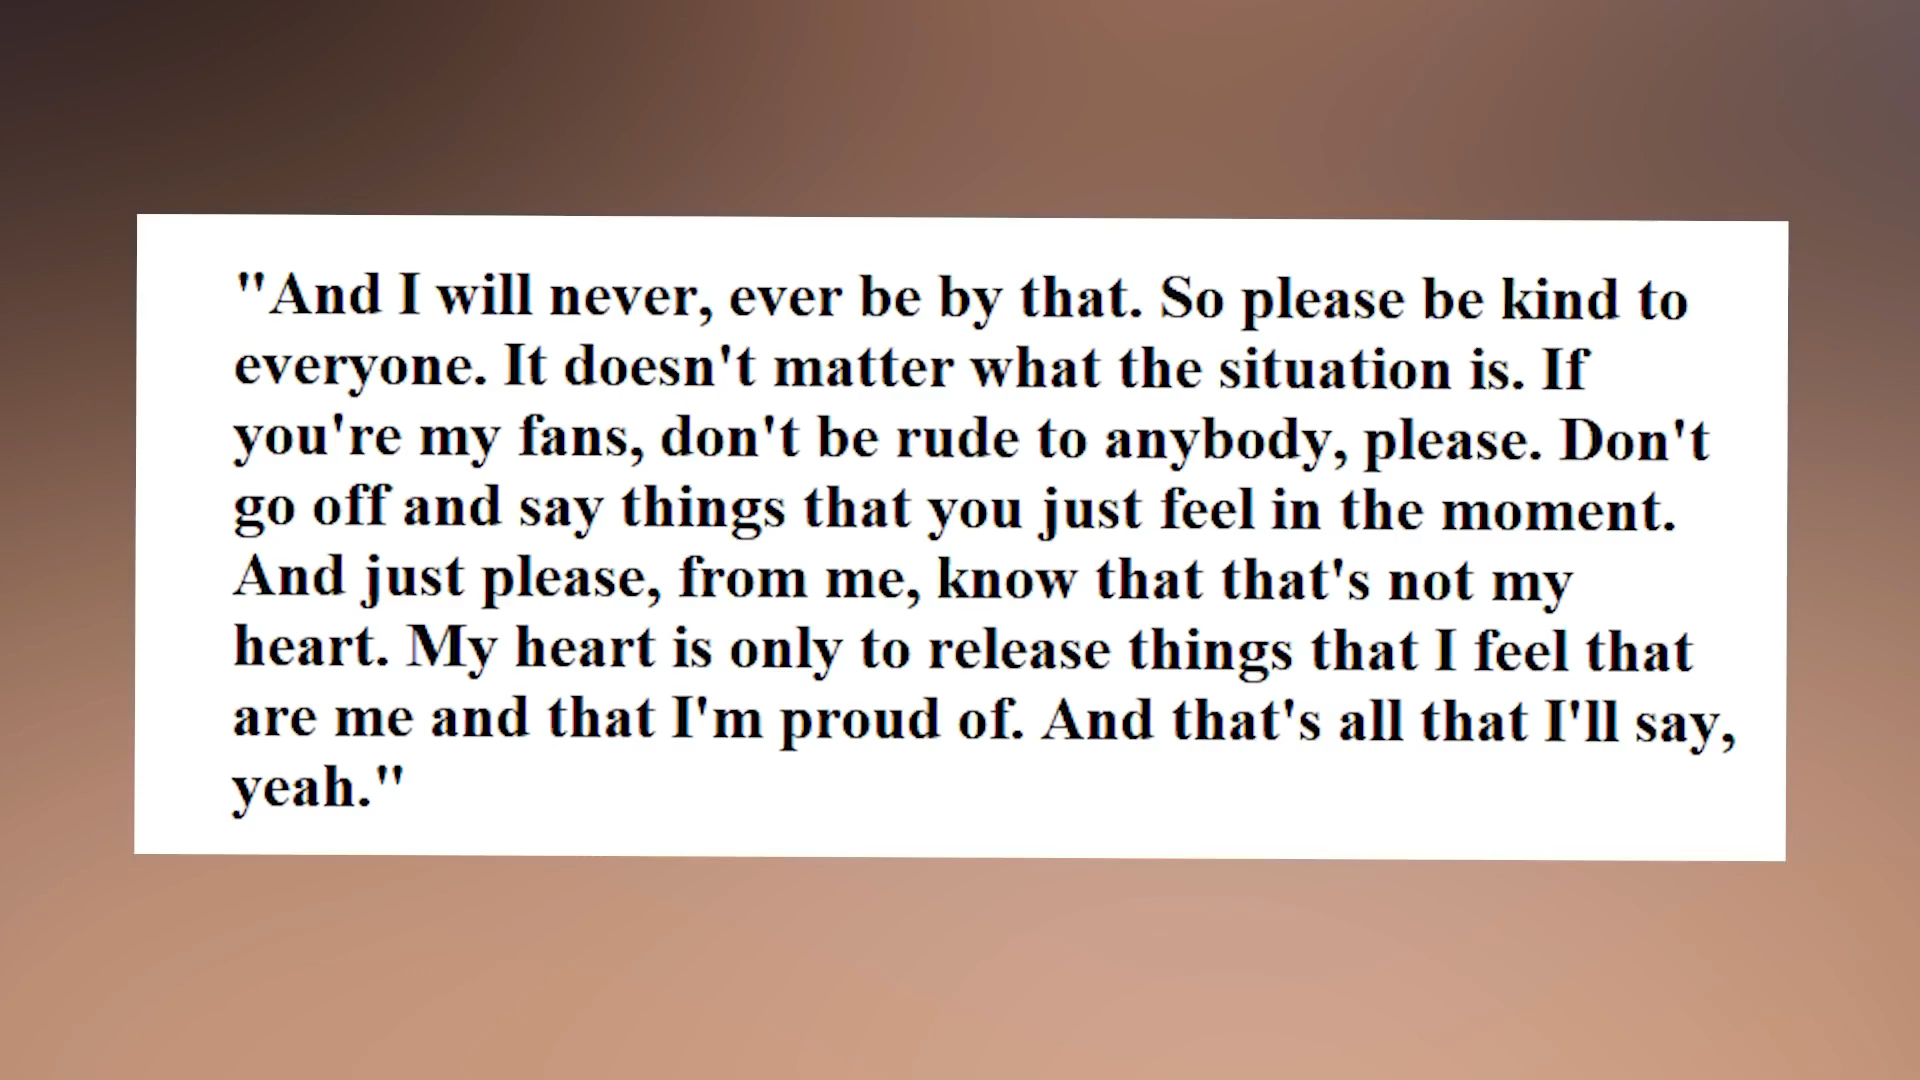 "And I will never, ever be by that. So please be kind to
everyone. It doesn't matter what the situation is. If
you're my fans, don't be rude to anybody, please. Don't
go off and say things that you just feel in the moment.
And just please, from me, know that that's not my
heart. My heart is only to release things that I feel that
are me and that I'm proud of. And that's all that I'll say,
yeah."